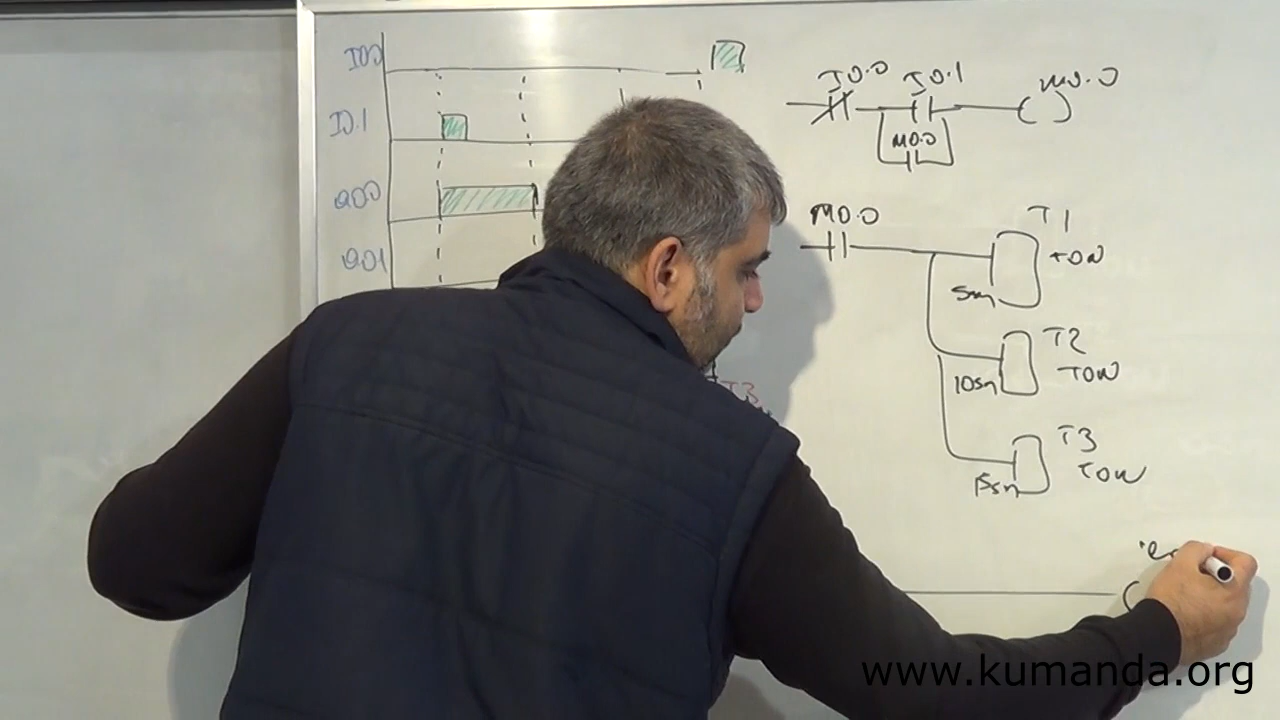 I0.0
I0.1
Q0.0
Q0.1
T3
I0.0 I0.1 M0.0
M0.0
M0.0
T1
TON
5sn
T2
TON
10sn
T3
TON
15sn
www.kumanda.org